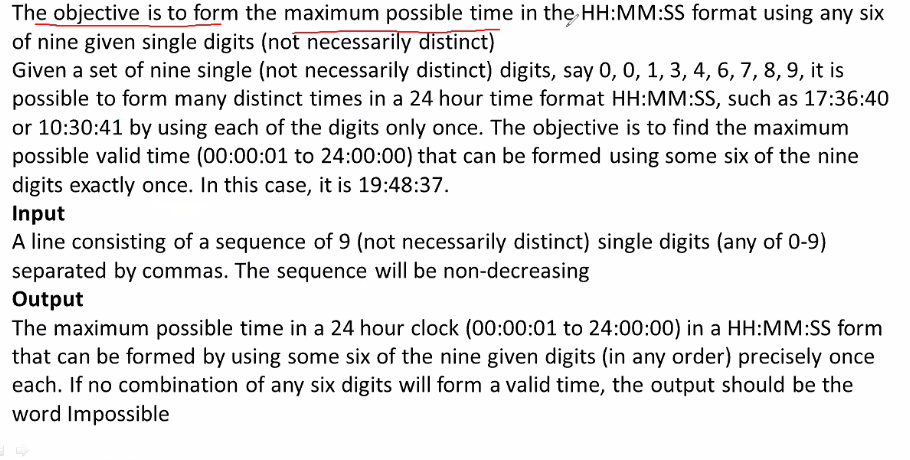 The objective is to form the maximum possible time in the HH:MM:SS format using any six
of nine given single digits (not necessarily distinct)
Given a set of nine single (not necessarily distinct) digits, say 0, 0, 1, 3, 4, 6, 7, 8, 9, it is
possible to form many distinct times in a 24 hour time format HH:MM:SS, such as 17:36:40
or 10:30:41 by using each of the digits only once. The objective is to find the maximum
possible valid time (00:00:01 to 24:00:00) that can be formed using some six of the nine
digits exactly once. In this case, it is 19:48:37.
Input
A line consisting of a sequence of 9 (not necessarily distinct) single digits (any of 0-9)
separated by commas. The sequence will be non-decreasing
Output
The maximum possible time in a 24 hour clock (00:00:01 to 24:00:00) in a HH:MM:SS form
that can be formed by using some six of the nine given digits (in any order) precisely once
each. If no combination of any six digits will form a valid time, the output should be the
word Impossible